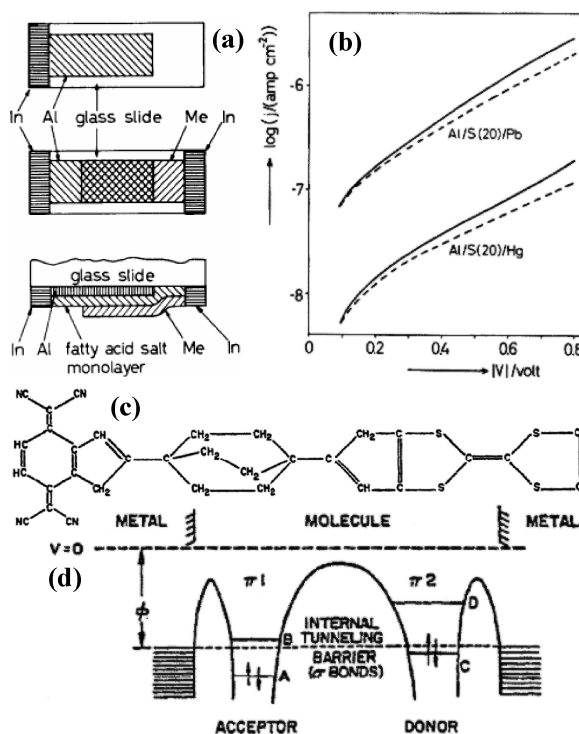 (a)
In
Al
glass slide
Me
In
glass slide
In
Al
fatty acid salt
monolayer
Me
In
(b)
log (j/(amp cm⁻²))
-6
-7
-8
Al/S(20)/Pb
Al/S(20)/Hg
0
0.2
0.4
0.6
0.8
|V|/volt
(c)
NC CN
CH₂ CH₂ CH₂ S S
HC C CH C
HC C C CH₂ CH₂ C C C C
C CH₂ CH₂ CH₂ CH C S S
NC CN
METAL MOLECULE METAL
V=0
(d)
ϕ
π1 π2
D
B INTERNAL
TUNNELING
BARRIER
(σ BONDS)
A
C
ACCEPTOR DONOR